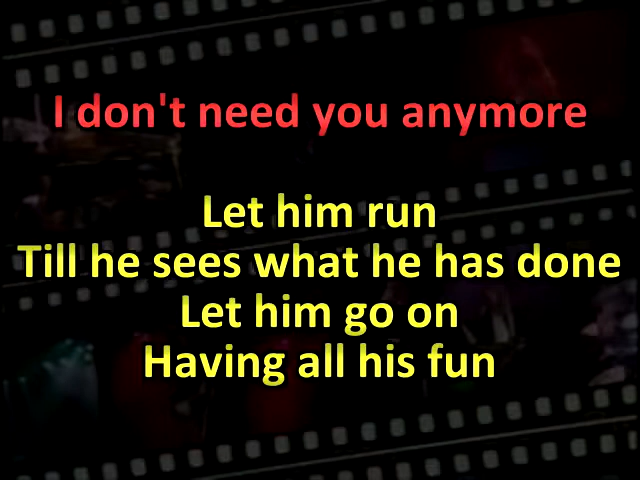 I don't need you anymore
Let him run
Till he sees what he has done
Let him go on
Having all his fun